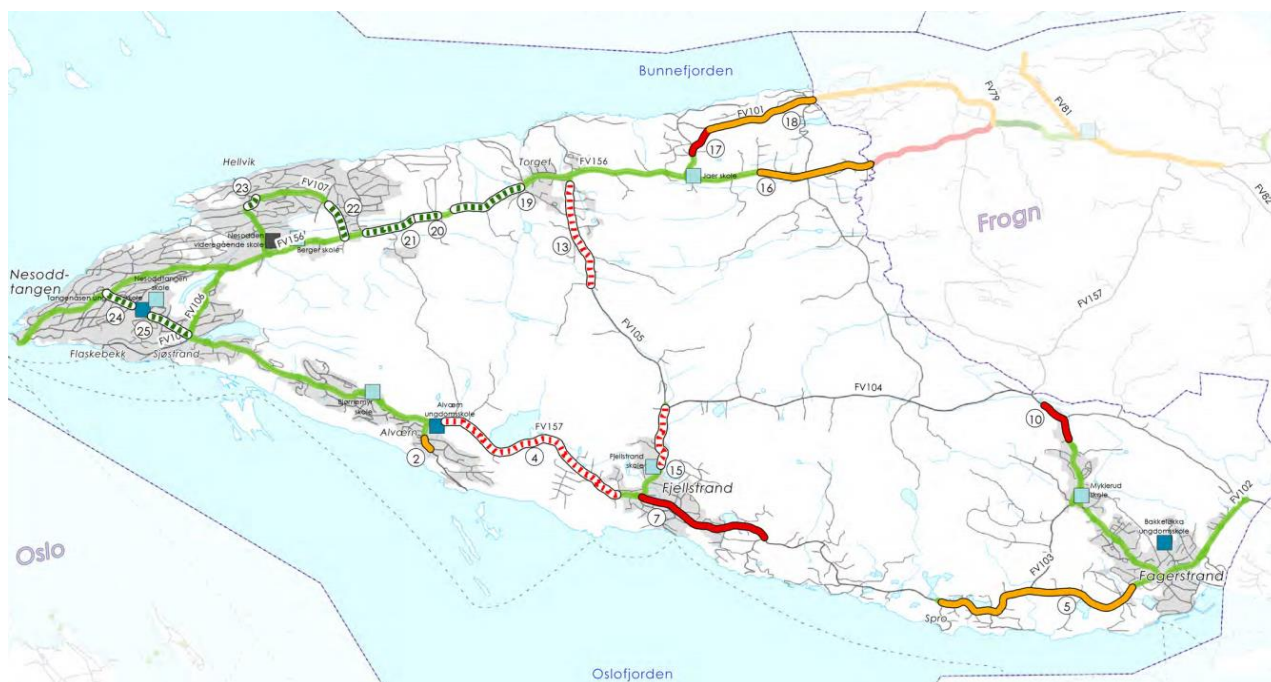 Bunnefjorden
FV79
FV81
FV101
18
17
Hellvik
Torget
FV156
Jaer skole
16
FV82
23
FV107
22
19
Frogn
Nesodden
videregående skole
FV156
Berger skole
21
20
13
Nesodd-
tangen
Nesoddtangen
skole
FV106
FV157
24
25
FV105
Flaskebekk
Sjøstrand
FV104
Bjørnemyr
skole
Alværn
ungdomsskole
FV157
10
Alværn
2
4
Fjellstrand
skole
15
Fjellstrand
Myklerud
skole
FV102
7
Bakkeløkka
ungdomsskole
Oslo
FV103
Fagerstrand
5
Spro
Oslofjorden